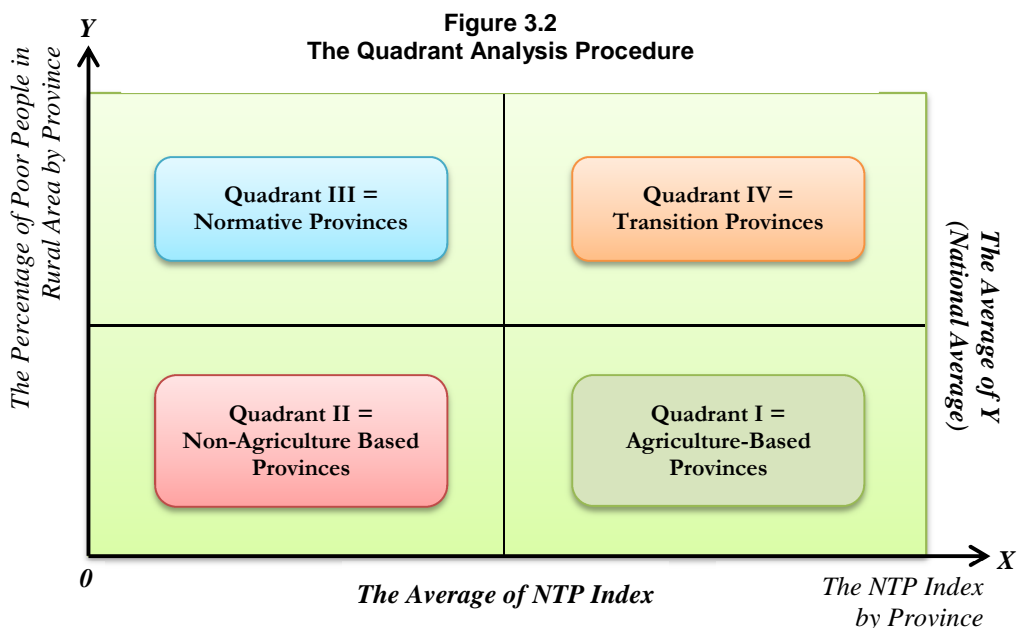 Figure 3.2
The Quadrant Analysis Procedure
Y
The Percentage of Poor People in
Rural Area by Province
Quadrant III =
Normative Provinces
Quadrant IV =
Transition Provinces
The Average of Y
(National Average)
Quadrant II =
Non-Agriculture Based
Provinces
Quadrant I =
Agriculture-Based
Provinces
X
0
The Average of NTP Index
The NTP Index
by Province